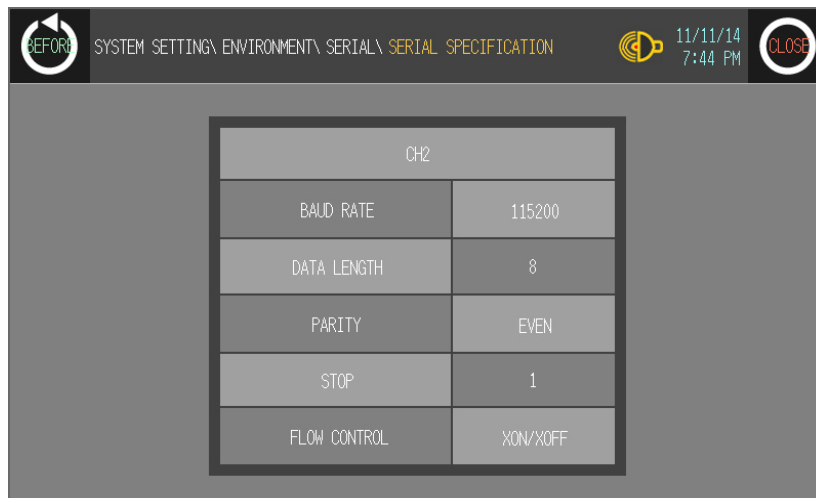 BEFORE SYSTEM SETTING\ ENVIRONMENT\ SERIAL\ SERIAL SPECIFICATION 11/11/14 7:44 PM CLOSE
CH2
BAUD RATE 115200
DATA LENGTH 8
PARITY EVEN
STOP 1
FLOW CONTROL XON/XOFF